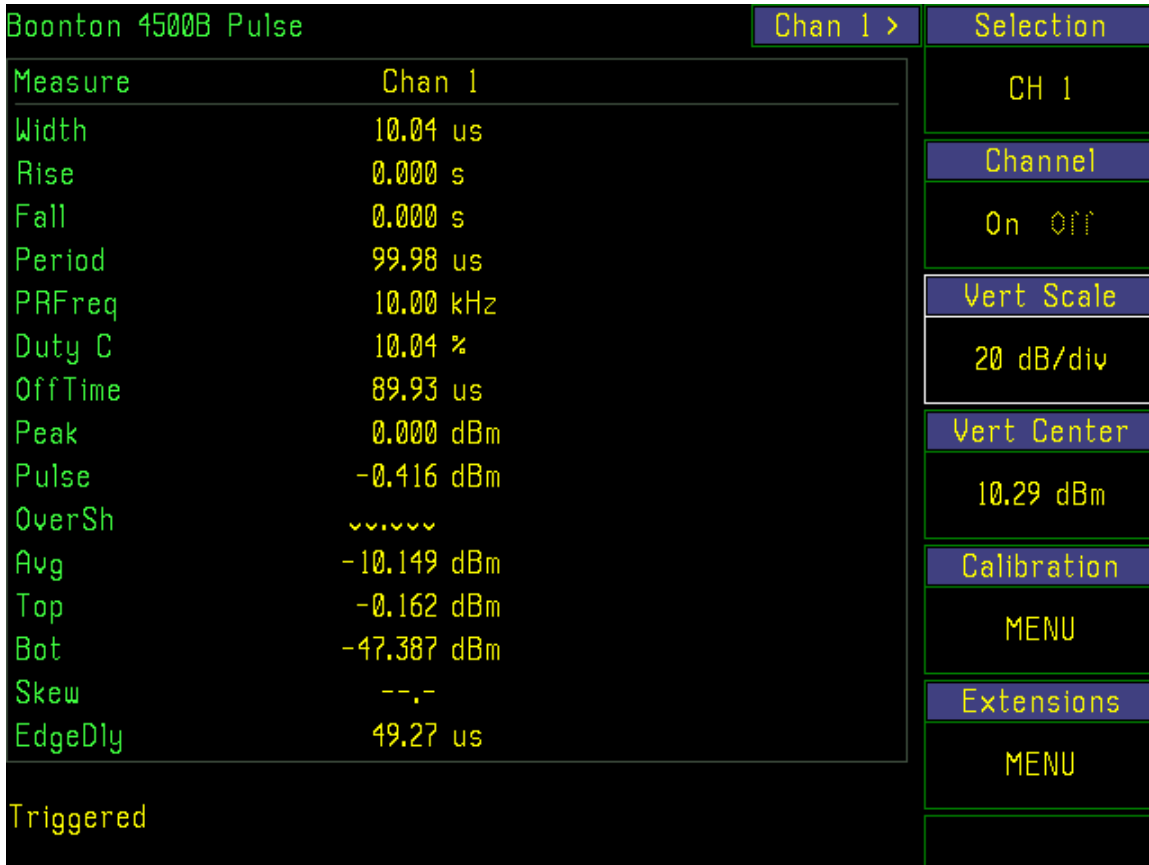 Boonton 4500B Pulse
Chan 1 >
Measure Chan 1
Width 10.04 us
Rise 0.000 s
Fall 0.000 s
Period 99.98 us
PRFreq 10.00 kHz
Duty C 10.04 %
OffTime 89.93 us
Peak 0.000 dBm
Pulse -0.416 dBm
OverSh ˇˇ.ˇˇˇ
Avg -10.149 dBm
Top -0.162 dBm
Bot -47.387 dBm
Skew --.-
EdgeDly 49.27 us
Triggered
Selection
CH 1
Channel
On Off
Vert Scale
20 dB/div
Vert Center
10.29 dBm
Calibration
MENU
Extensions
MENU